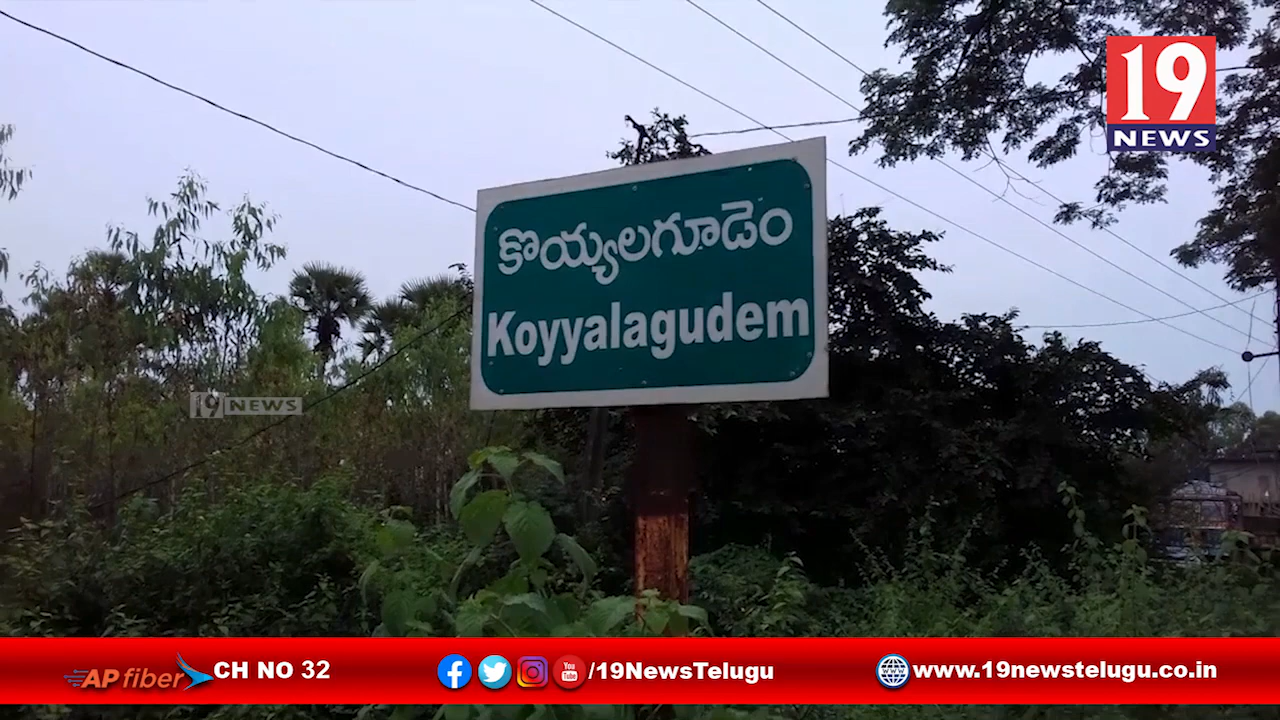 19
NEWS
కొయ్యలగూడెం
Koyyalagudem
19 NEWS
AP fiber CH NO 32 /19NewsTelugu www.19newstelugu.co.in